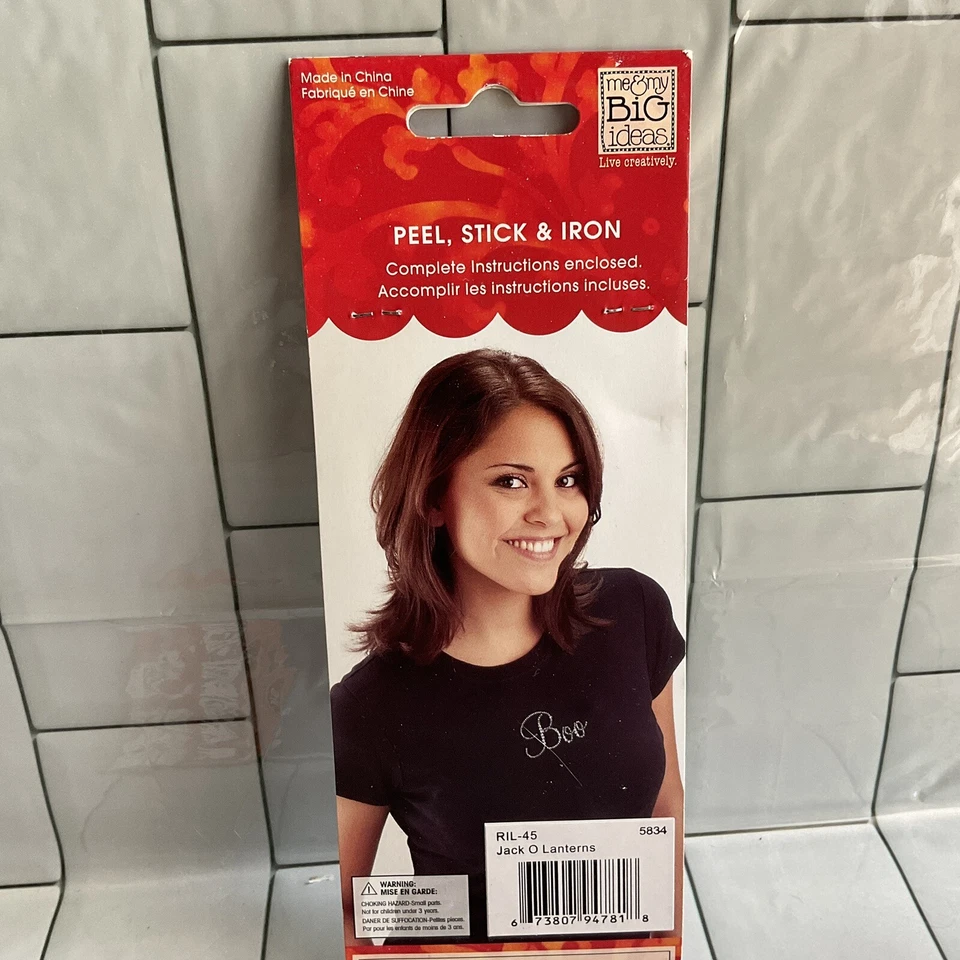 Made in China
Fabriqué en Chine
me&my
BiG
ideas.
Live creatively.
PEEL, STICK & IRON
Complete Instructions enclosed.
Accomplir les instructions incluses.
Boo
RIL-45 5834
Jack O Lanterns
6 73807 94781 8
WARNING:
MISE EN GARDE:
CHOKING HAZARD-Small parts.
Not for children under 3 years.
DANER DE SUFFOCATION-Petites pieces.
Par pour les enfants de moins de 3 ans.